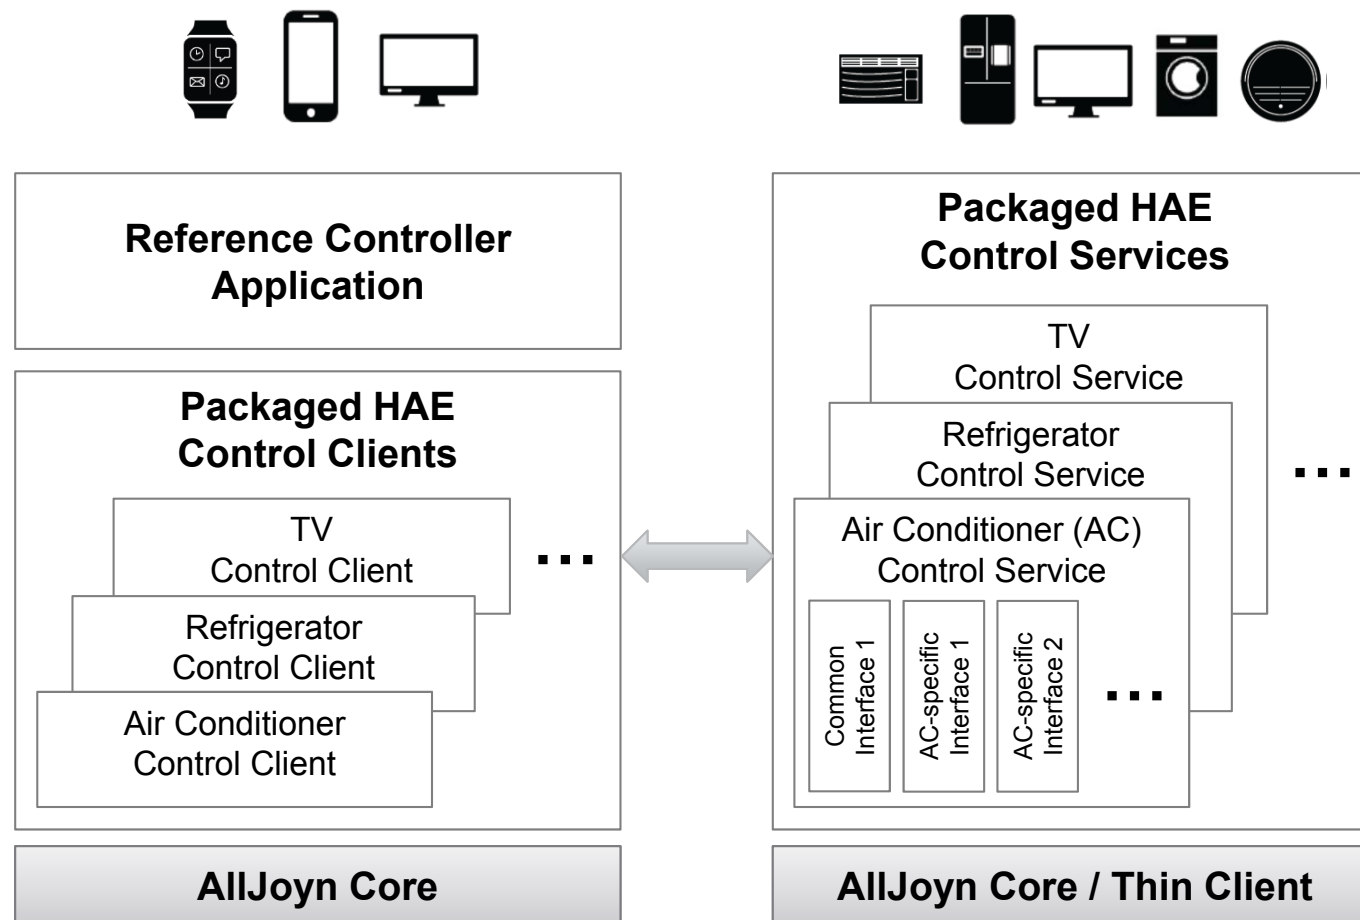 Reference Controller
Application
Packaged HAE
Control Clients
TV
Control Client
...
Refrigerator
Control Client
Air Conditioner
Control Client
AllJoyn Core
Packaged HAE
Control Services
TV
Control Service
Refrigerator
Control Service
...
Air Conditioner (AC)
Control Service
Common
Interface 1
AC-specific
Interface 1
AC-specific
Interface 2
...
AllJoyn Core / Thin Client